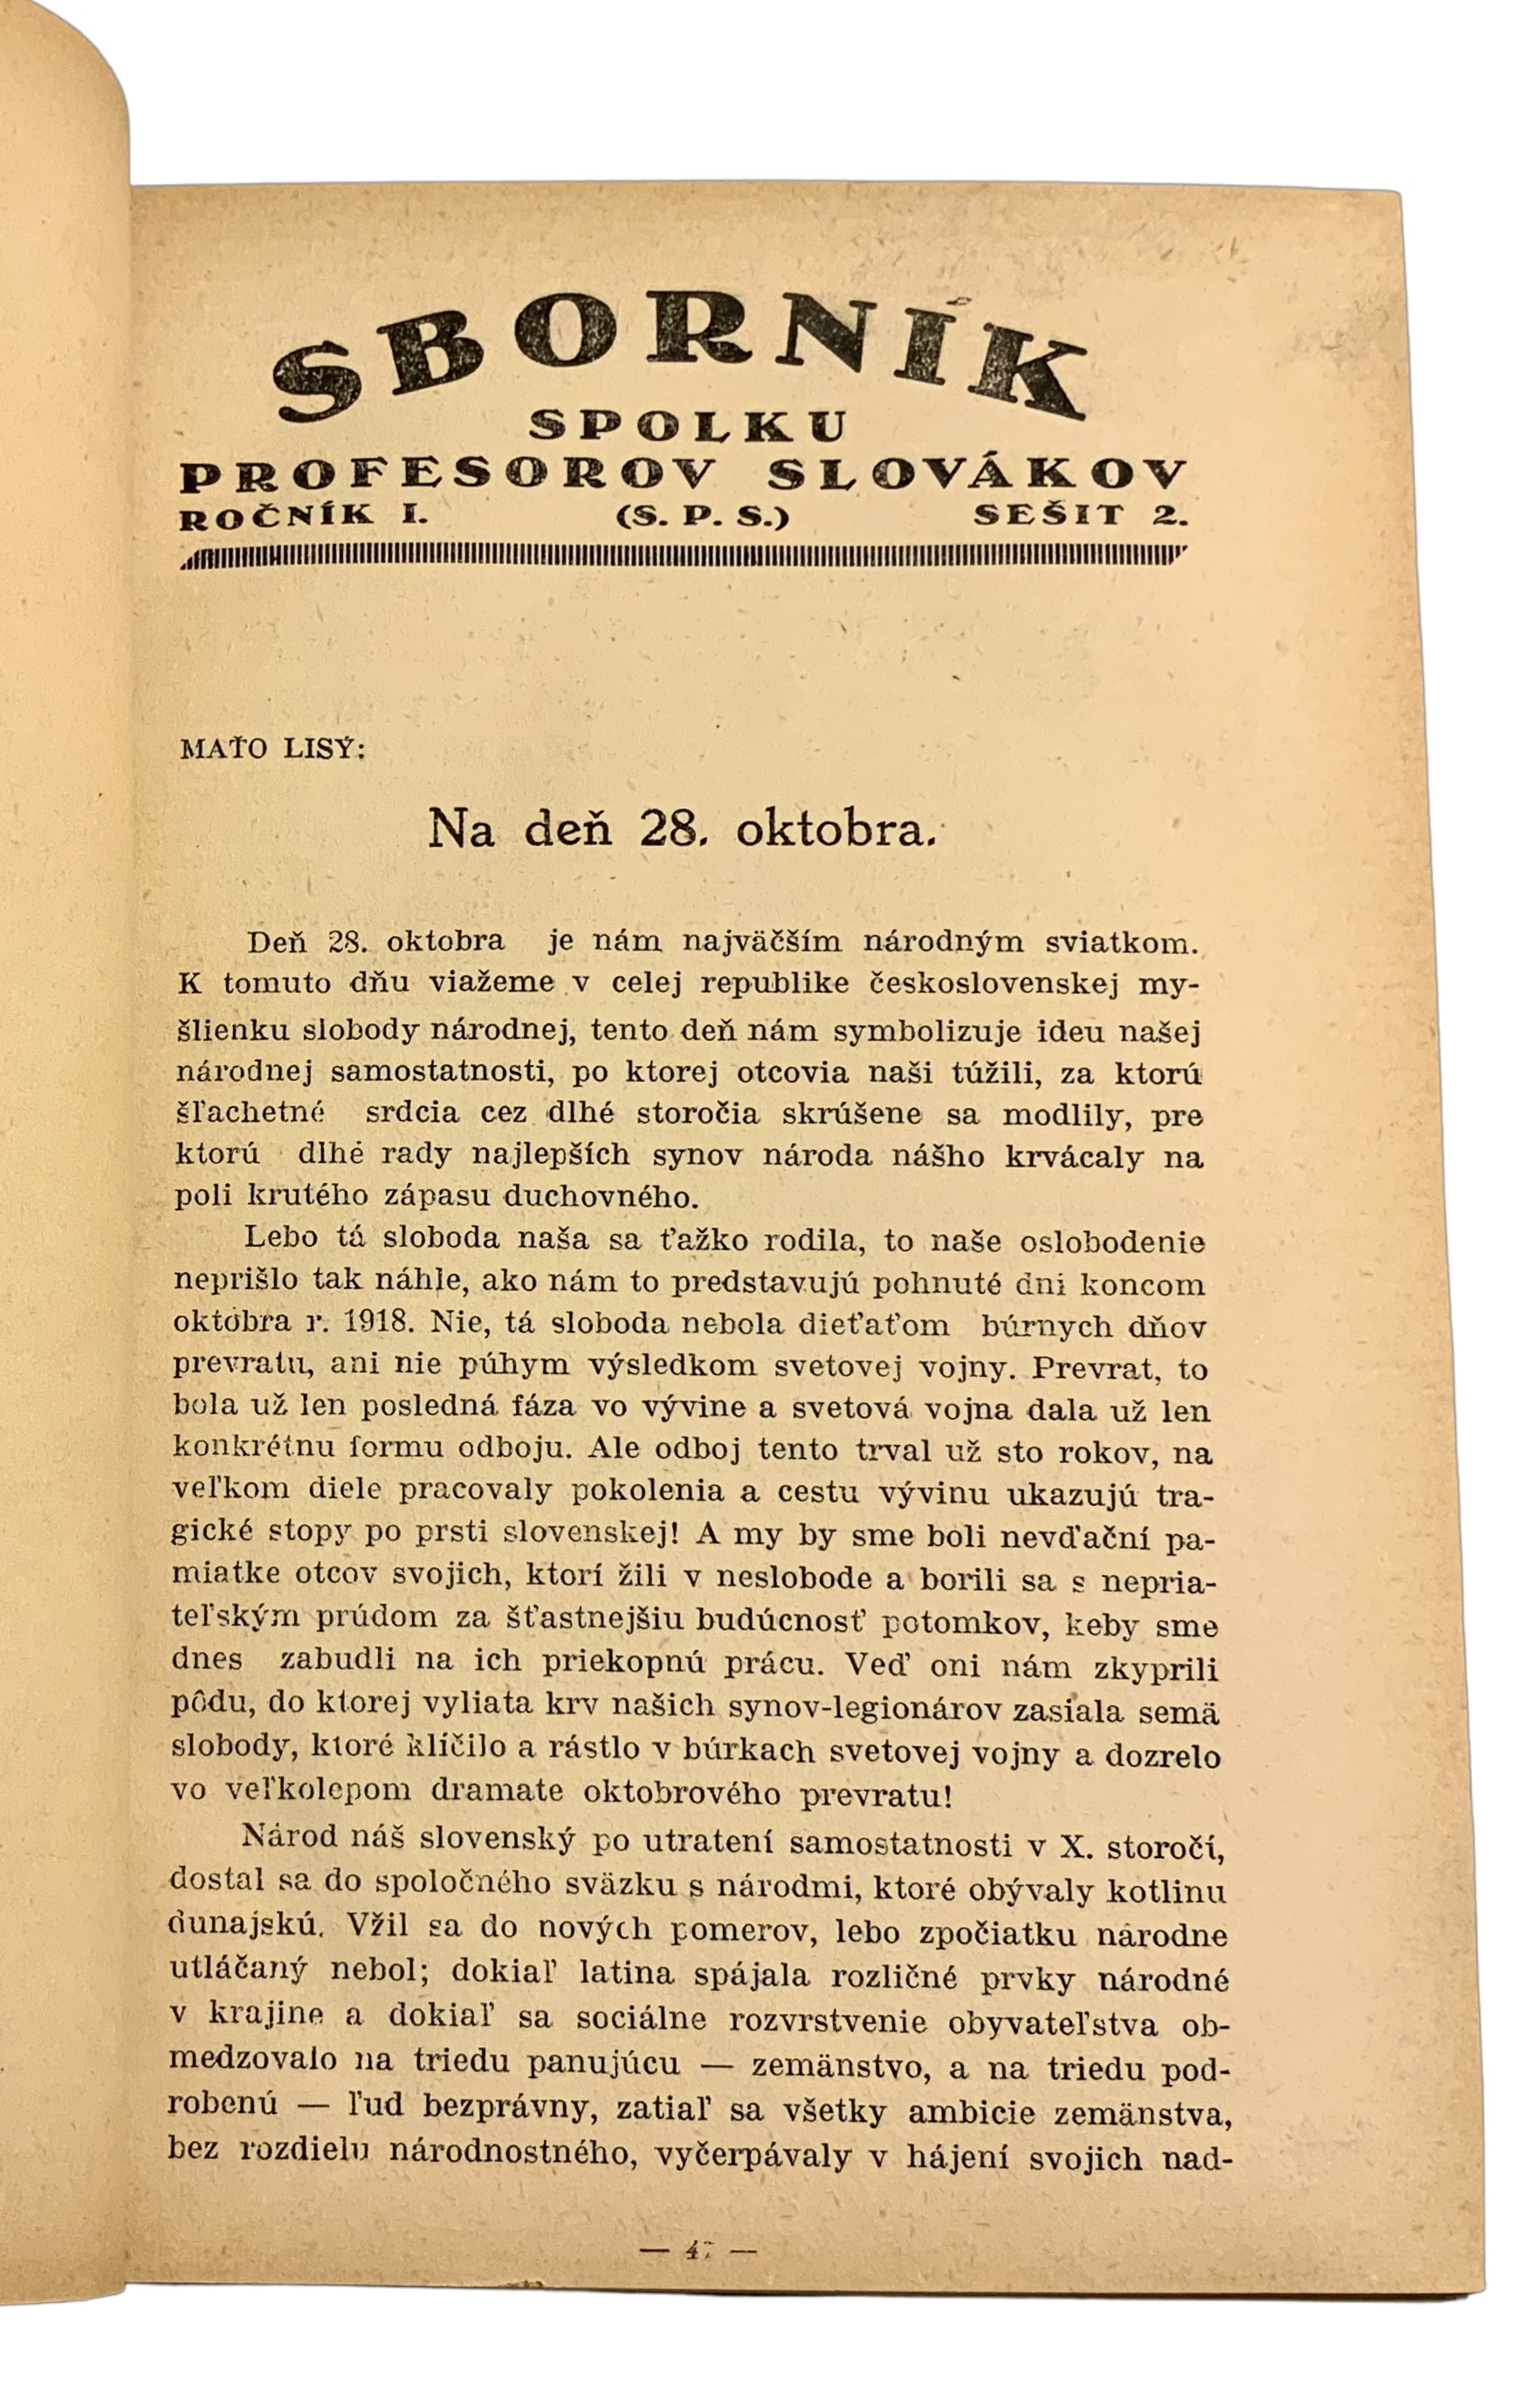 SBORNÍK
SPOLKU
PROFESOROV SLOVÁKOV
ROČNÍK I. (S. P. S.) SEŠIT 2.
MAŤO LISÝ:
Na deň 28. oktobra.
Deň 28. oktobra je nám najväčším národným sviatkom.
K tomuto dňu viažeme v celej republike československej my-
šlienku slobody národnej, tento deň nám symbolizuje ideu našej
národnej samostatnosti, po ktorej otcovia naši túžili, za ktorú
šľachetné srdcia cez dlhé storočia skrúšene sa modlily, pre
ktorú dlhé rady najlepších synov národa nášho krvácaly na
poli krutého zápasu duchovného.
Lebo tá sloboda naša sa ťažko rodila, to naše oslobodenie
neprišlo tak náhle, ako nám to predstavujú pohnuté dni koncom
oktobra r. 1918. Nie, tá sloboda nebola dieťaťom búrnych dňov
prevratu, ani nie púhym výsledkom svetovej vojny. Prevrat, to
bola už len posledná fáza vo vývine a svetová vojna dala už len
konkrétnu formu odboju. Ale odboj tento trval už sto rokov, na
veľkom diele pracovaly pokolenia a cestu vývinu ukazujú tra-
gické stopy po prsti slovenskej! A my by sme boli nevďační pa-
miatke otcov svojich, ktorí žili v neslobode a borili sa s nepria-
teľským prúdom za šťastnejšiu budúcnosť potomkov, keby sme
dnes zabudli na ich priekopnú prácu. Veď oni nám zkyprili
pôdu, do ktorej vyliata krv našich synov-legionárov zasiala semä
slobody, ktoré klíčilo a rástlo v búrkach svetovej vojny a dozrelo
vo veľkolepom dramate oktobrového prevratu!
Národ náš slovenský po utratení samostatnosti v X. storočí,
dostal sa do spoločného sväzku s národmi, ktoré obývaly kotlinu
dunajskú. Vžil sa do nových pomerov, lebo zpočiatku národne
utláčaný nebol; dokiaľ latina spájala rozličné prvky národné
v krajine a dokiaľ sa sociálne rozvrstvenie obyvateľstva ob-
medzovalo na triedu panujúcu — zemänstvo, a na triedu pod-
robenú — ľud bezprávny, zatiaľ sa všetky ambicie zemänstva,
bez rozdielu národnostného, vyčerpávaly v hájení svojich nad-
— 47 —